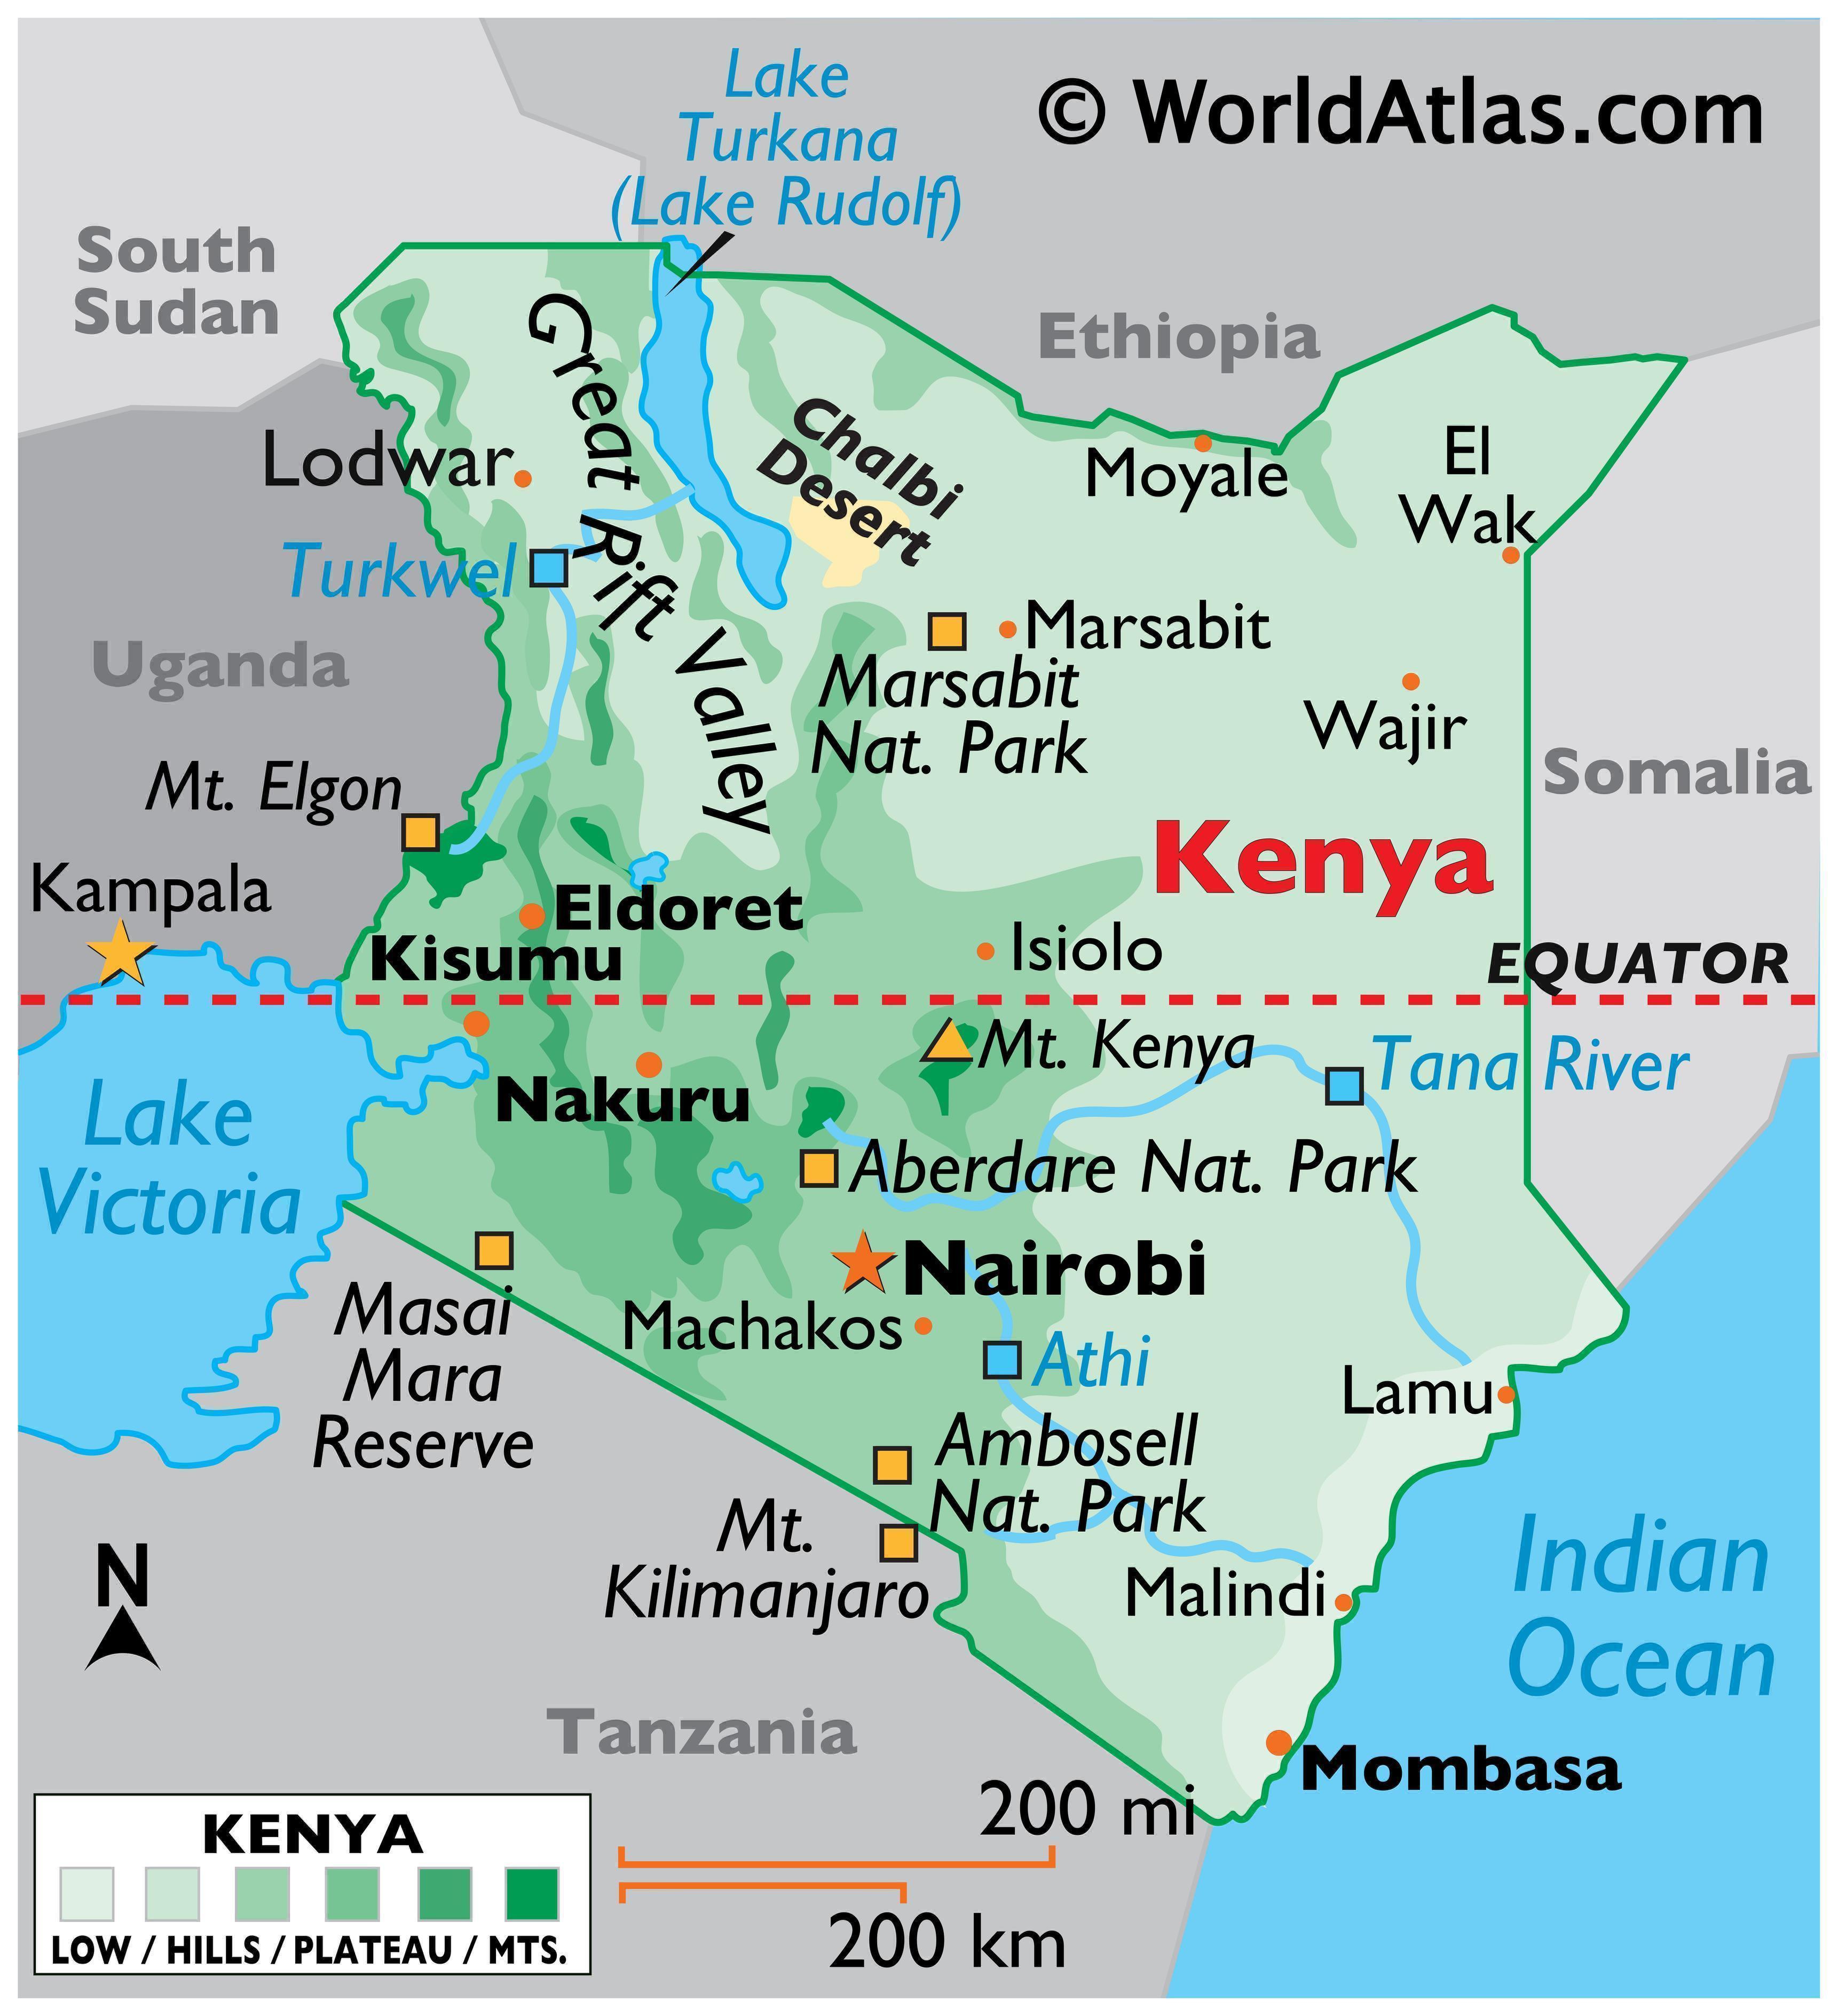 Lake
Turkana
(Lake Rudolf)
© WorldAtlas.com
South
Sudan
Ethiopia
Great Rift Valley
Chalbi
Desert
Lodwar
Moyale
El
Wak
Turkwel
Marsabit
Uganda
Marsabit
Nat. Park
Wajir
Somalia
Mt. Elgon
Kenya
Kampala
Eldoret
Kisumu
Isiolo
EQUATOR
Mt. Kenya
Tana River
Lake
Victoria
Nakuru
Aberdare Nat. Park
Nairobi
Masai
Mara
Reserve
Machakos
Athi
Lamu
Ambosell
Nat. Park
Mt.
Kilimanjaro
N
Malindi
Indian
Ocean
Tanzania
Mombasa
200 mi
200 km
KENYA
LOW / HILLS / PLATEAU / MTS.